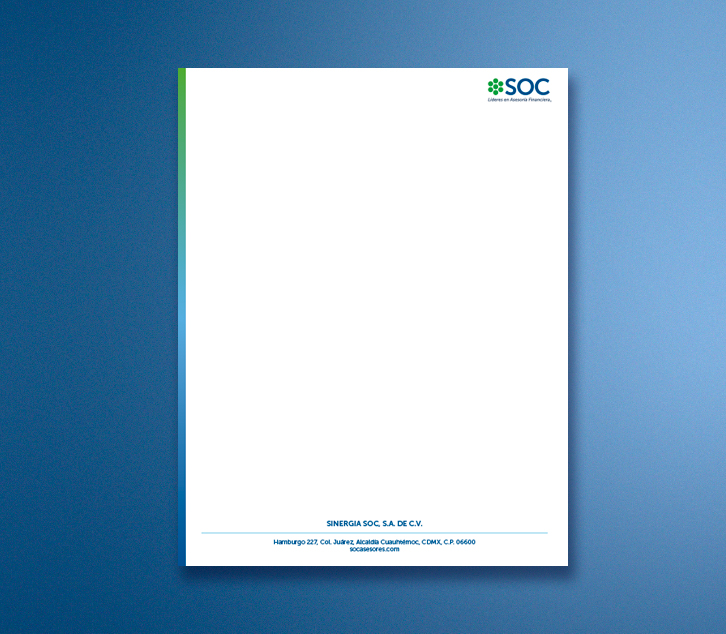 SOC
Líderes en Asesoría Financiera®
SINERGIA SOC, S.A. DE C.V.
Hamburgo 227, Col. Juárez, Alcaldía Cuauhtémoc, CDMX, C.P. 06600
socasesores.com